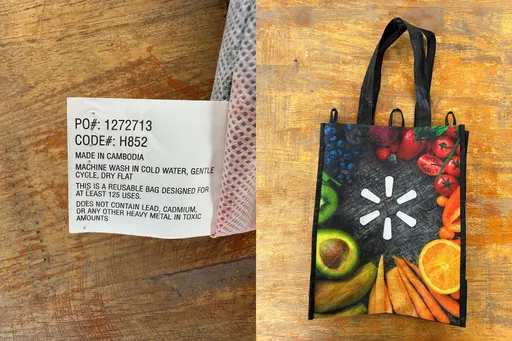 PO#: 1272713
CODE#: H852
MADE IN CAMBODIA
MACHINE WASH IN COLD WATER, GENTLE
CYCLE, DRY FLAT
THIS IS A REUSABLE BAG DESIGNED FOR
AT LEAST 125 USES.
DOES NOT CONTAIN LEAD, CADMIUM,
OR ANY OTHER HEAVY METAL IN TOXIC
AMOUNTS